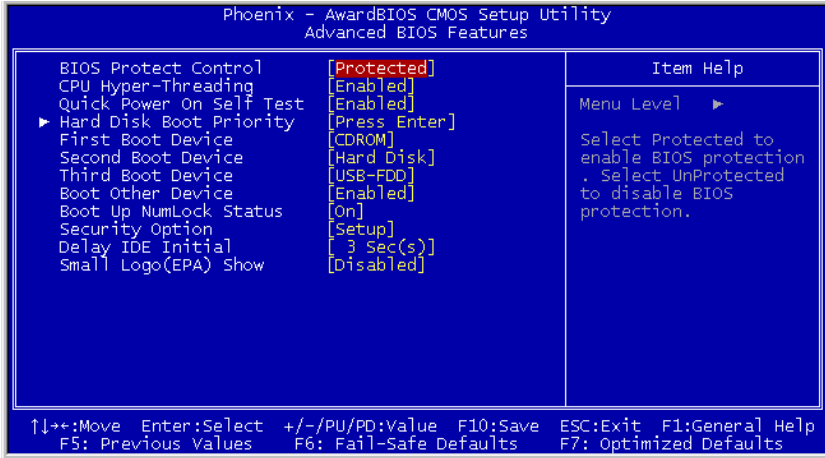 Phoenix - AwardBIOS CMOS Setup Utility
Advanced BIOS Features
BIOS Protect Control [Protected]
CPU Hyper-Threading [Enabled]
Quick Power On Self Test [Enabled]
▶ Hard Disk Boot Priority [Press Enter]
First Boot Device [CDROM]
Second Boot Device [Hard Disk]
Third Boot Device [USB-FDD]
Boot Other Device [Enabled]
Boot Up NumLock Status [On]
Security Option [Setup]
Delay IDE Initial [ 3 Sec(s)]
Small Logo(EPA) Show [Disabled]
Item Help
Menu Level ▶
Select Protected to
enable BIOS protection
. Select UnProtected
to disable BIOS
protection.
↑↓→←:Move Enter:Select +/-/PU/PD:Value F10:Save ESC:Exit F1:General Help
F5: Previous Values F6: Fail-Safe Defaults F7: Optimized Defaults